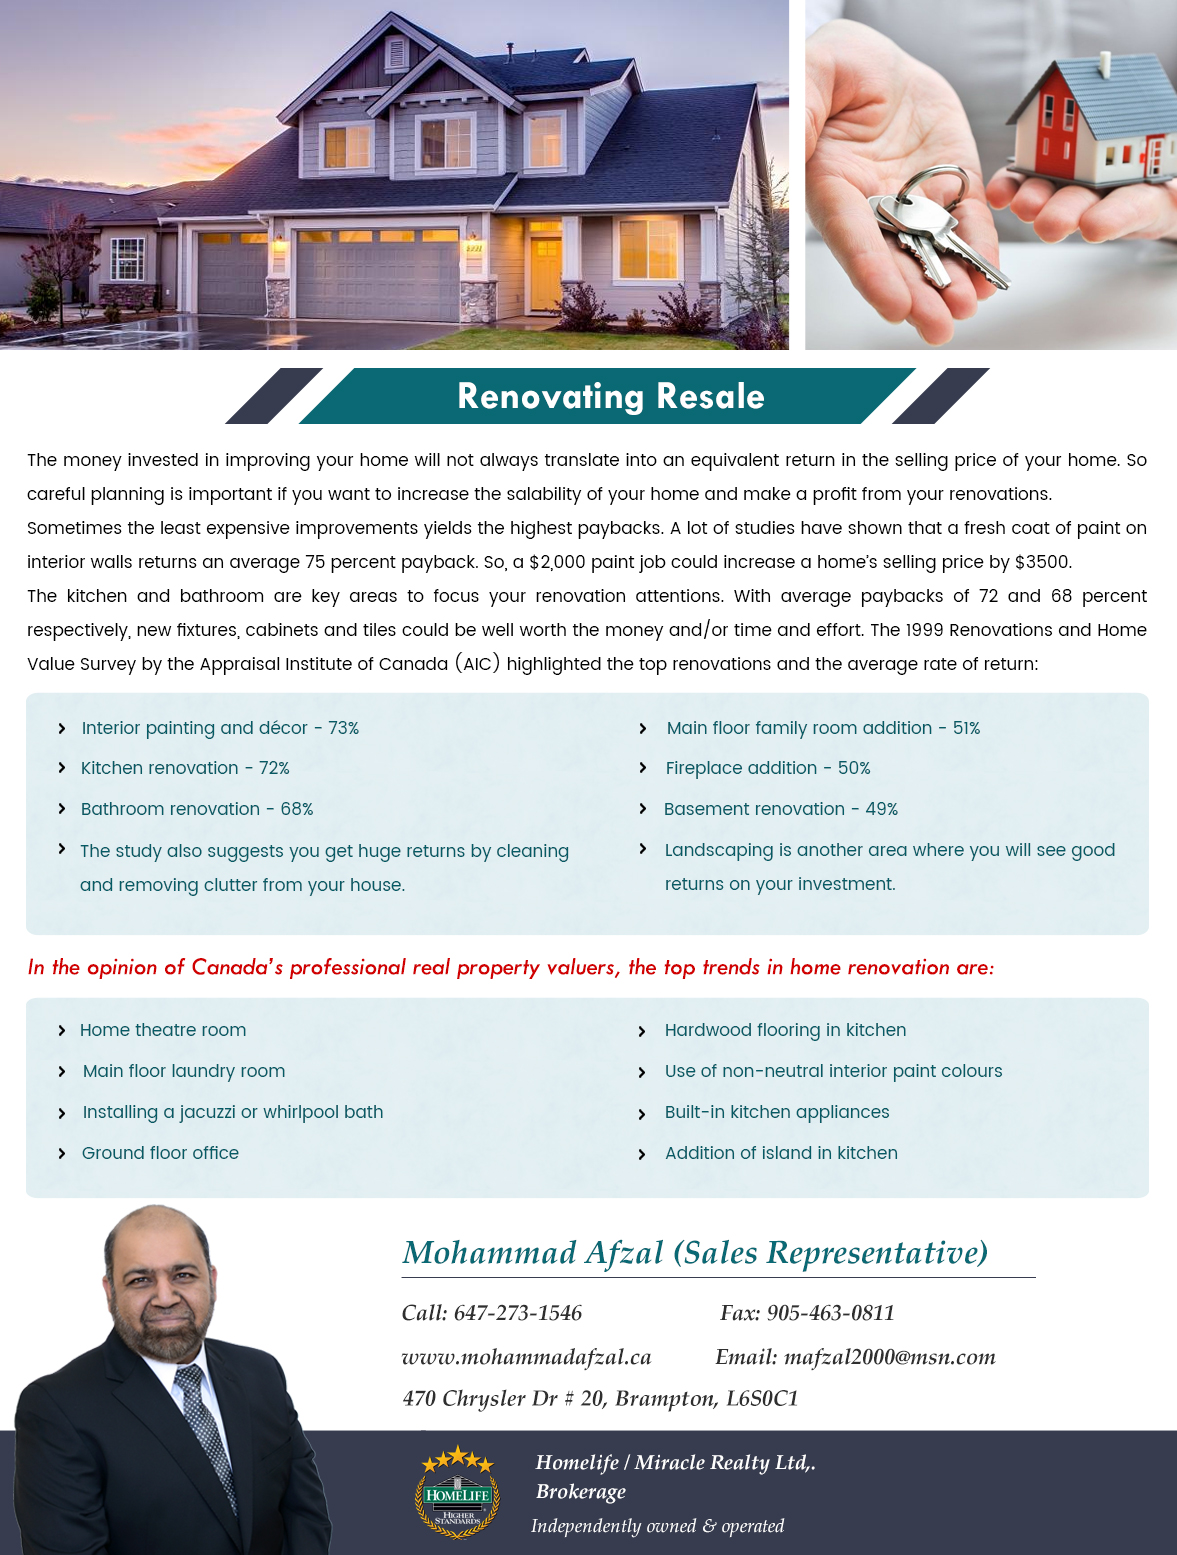 Renovating Resale
The money invested in improving your home will not always translate into an equivalent return in the selling price of your home. So
careful planning is important if you want to increase the salability of your home and make a profit from your renovations.
Sometimes the least expensive improvements yields the highest paybacks. A lot of studies have shown that a fresh coat of paint on
interior walls returns an average 75 percent payback. So, a $2,000 paint job could increase a home's selling price by $3500.
The kitchen and bathroom are key areas to focus your renovation attentions. With average paybacks of 72 and 68 percent
respectively, new fixtures, cabinets and tiles could be well worth the money and/or time and effort. The 1999 Renovations and Home
Value Survey by the Appraisal Institute of Canada (AIC) highlighted the top renovations and the average rate of return:
Interior painting and décor - 73%
Kitchen renovation - 72%
Bathroom renovation - 68%
The study also suggests you get huge returns by cleaning
and removing clutter from your house.
Main floor family room addition - 51%
Fireplace addition - 50%
Basement renovation - 49%
Landscaping is another area where you will see good
returns on your investment.
In the opinion of Canada's professional real property valuers, the top trends in home renovation are:
Home theatre room
Main floor laundry room
Installing a jacuzzi or whirlpool bath
Ground floor office
Hardwood flooring in kitchen
Use of non-neutral interior paint colours
Built-in kitchen appliances
Addition of island in kitchen
Mohammad Afzal (Sales Representative)
Call: 647-273-1546 Fax: 905-463-0811
www.mohammadafzal.ca Email: mafzal2000@msn.com
470 Chrysler Dr # 20, Brampton, L6S0C1
HOMELIFE
HIGHER
STANDARDS
Homelife / Miracle Realty Ltd,.
Brokerage
Independently owned & operated